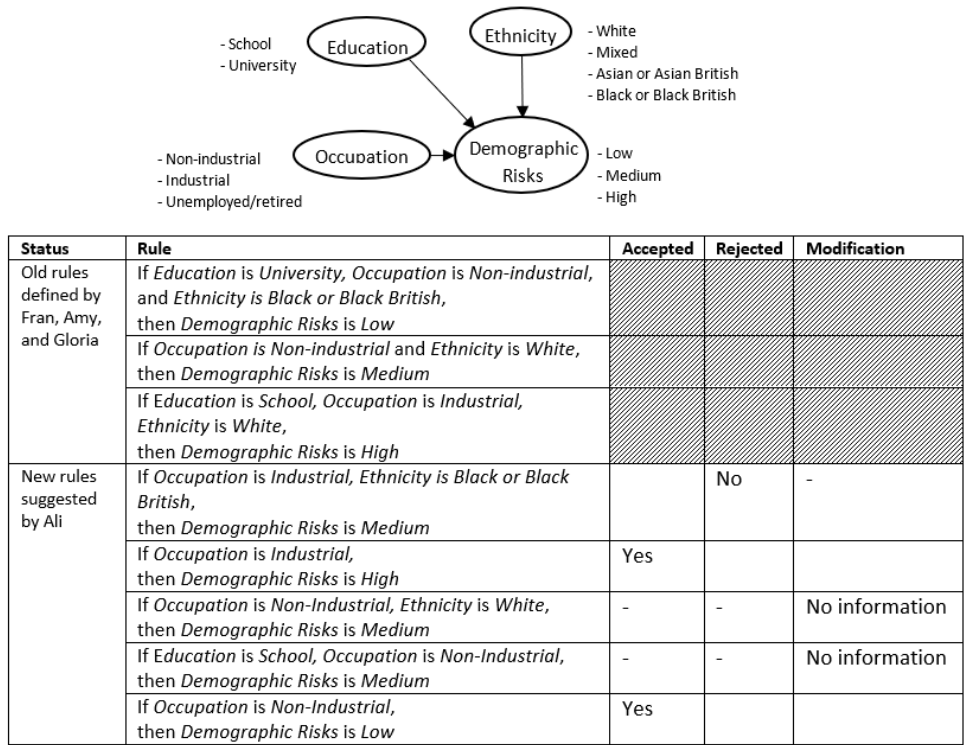 - School
- University
Education
Ethnicity
- White
- Mixed
- Asian or Asian British
- Black or Black British
- Non-industrial
- Industrial
- Unemployed/retired
Occupation
Demographic
Risks
- Low
- Medium
- High
Status Rule Accepted Rejected Modification
Old rules
defined by
Fran, Amy,
and Gloria
If Education is University, Occupation is Non-industrial,
and Ethnicity is Black or Black British,
then Demographic Risks is Low
If Occupation is Non-industrial and Ethnicity is White,
then Demographic Risks is Medium
If Education is School, Occupation is Industrial,
Ethnicity is White,
then Demographic Risks is High
New rules
suggested
by Ali
If Occupation is Industrial, Ethnicity is Black or Black
British,
then Demographic Risks is Medium
No -
If Occupation is Industrial,
then Demographic Risks is High
Yes
If Occupation is Non-Industrial, Ethnicity is White,
then Demographic Risks is Medium
- - No information
If Education is School, Occupation is Non-Industrial,
then Demographic Risks is Medium
- - No information
If Occupation is Non-Industrial,
then Demographic Risks is Low
Yes